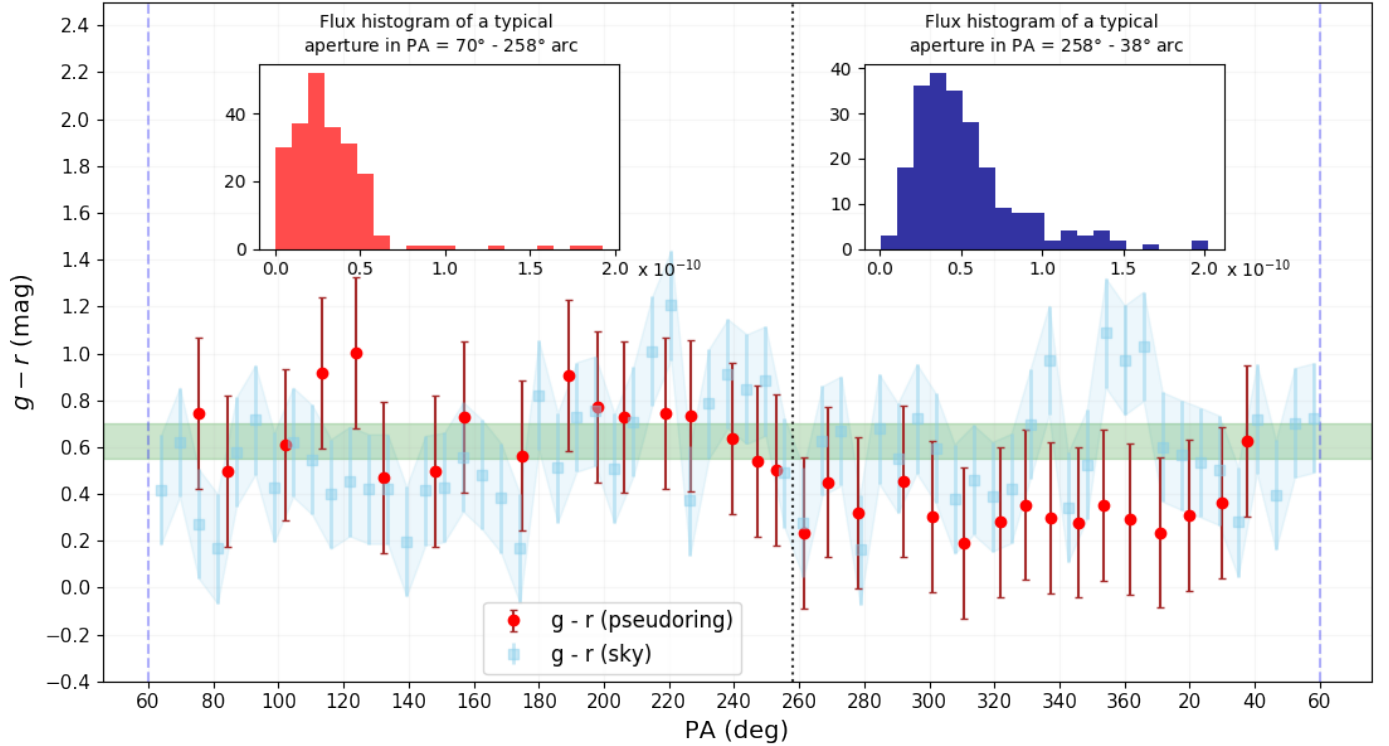 Flux histogram of a typical
aperture in PA = 70° - 258° arc
Flux histogram of a typical
aperture in PA = 258° - 38° arc
40
20
0
0.0 0.5 1.0 1.5 2.0 x 10⁻¹⁰
40
30
20
10
0
0.0 0.5 1.0 1.5 2.0 x 10⁻¹⁰
2.4
2.2
2.0
1.8
1.6
1.4
1.2
1.0
0.8
0.6
0.4
0.2
0.0
−0.2
−0.4
g − r (mag)
g - r (pseudoring)
g - r (sky)
60 80 100 120 140 160 180 200 220 240 260 280 300 320 340 360 20 40 60
PA (deg)